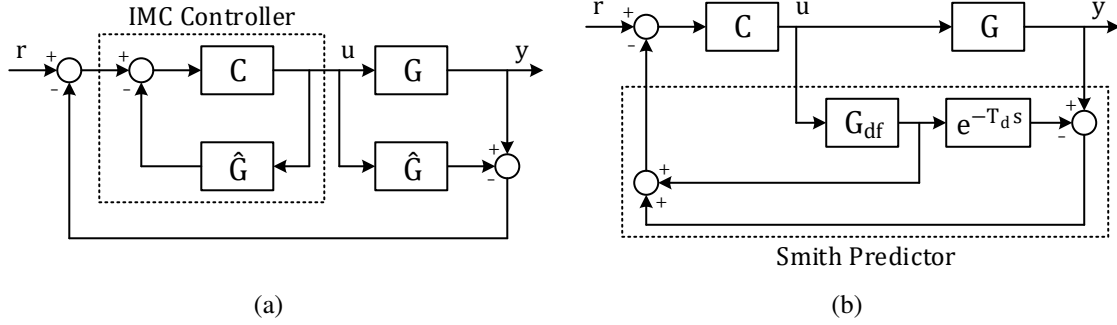 IMC Controller
r
+
-
+
-
C
u
G
y
Ĝ
Ĝ
+
-
(a)
r
+
-
C
u
G
y
G_df
e^{-T_d s}
+
-
+
+
Smith Predictor
(b)